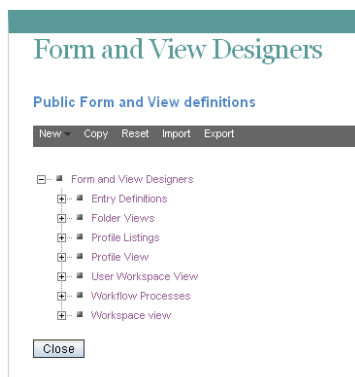 Form and View Designers
Public Form and View definitions
New Copy Reset Import Export
Form and View Designers
Entry Definitions
Folder Views
Profile Listings
Profile View
User Workspace View
Workflow Processes
Workspace view
Close